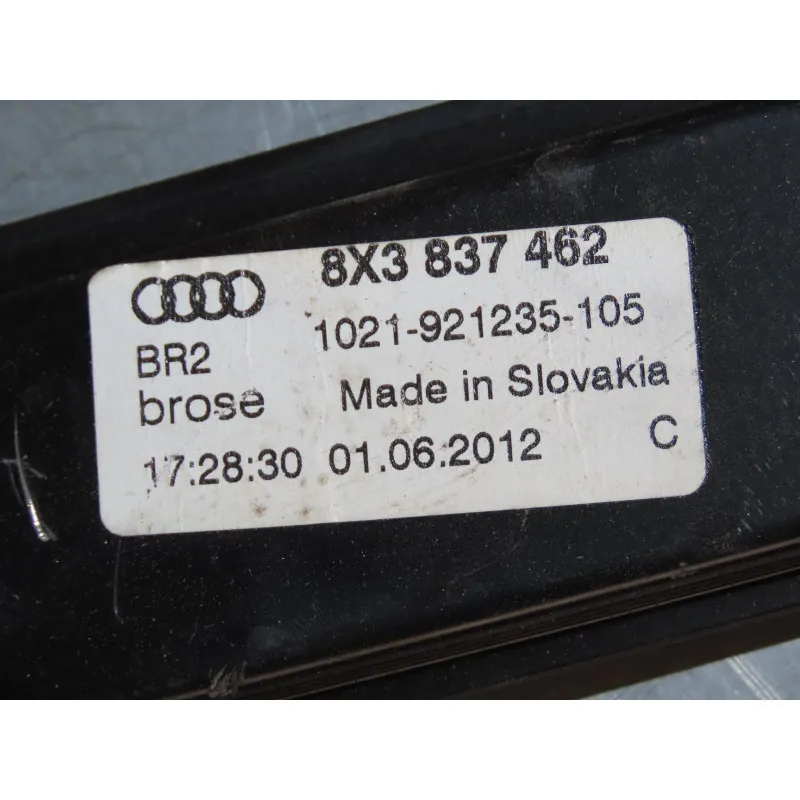 8X3 837 462
1021-921235-105
BR2
brose Made in Slovakia
17:28:30 01.06.2012 C